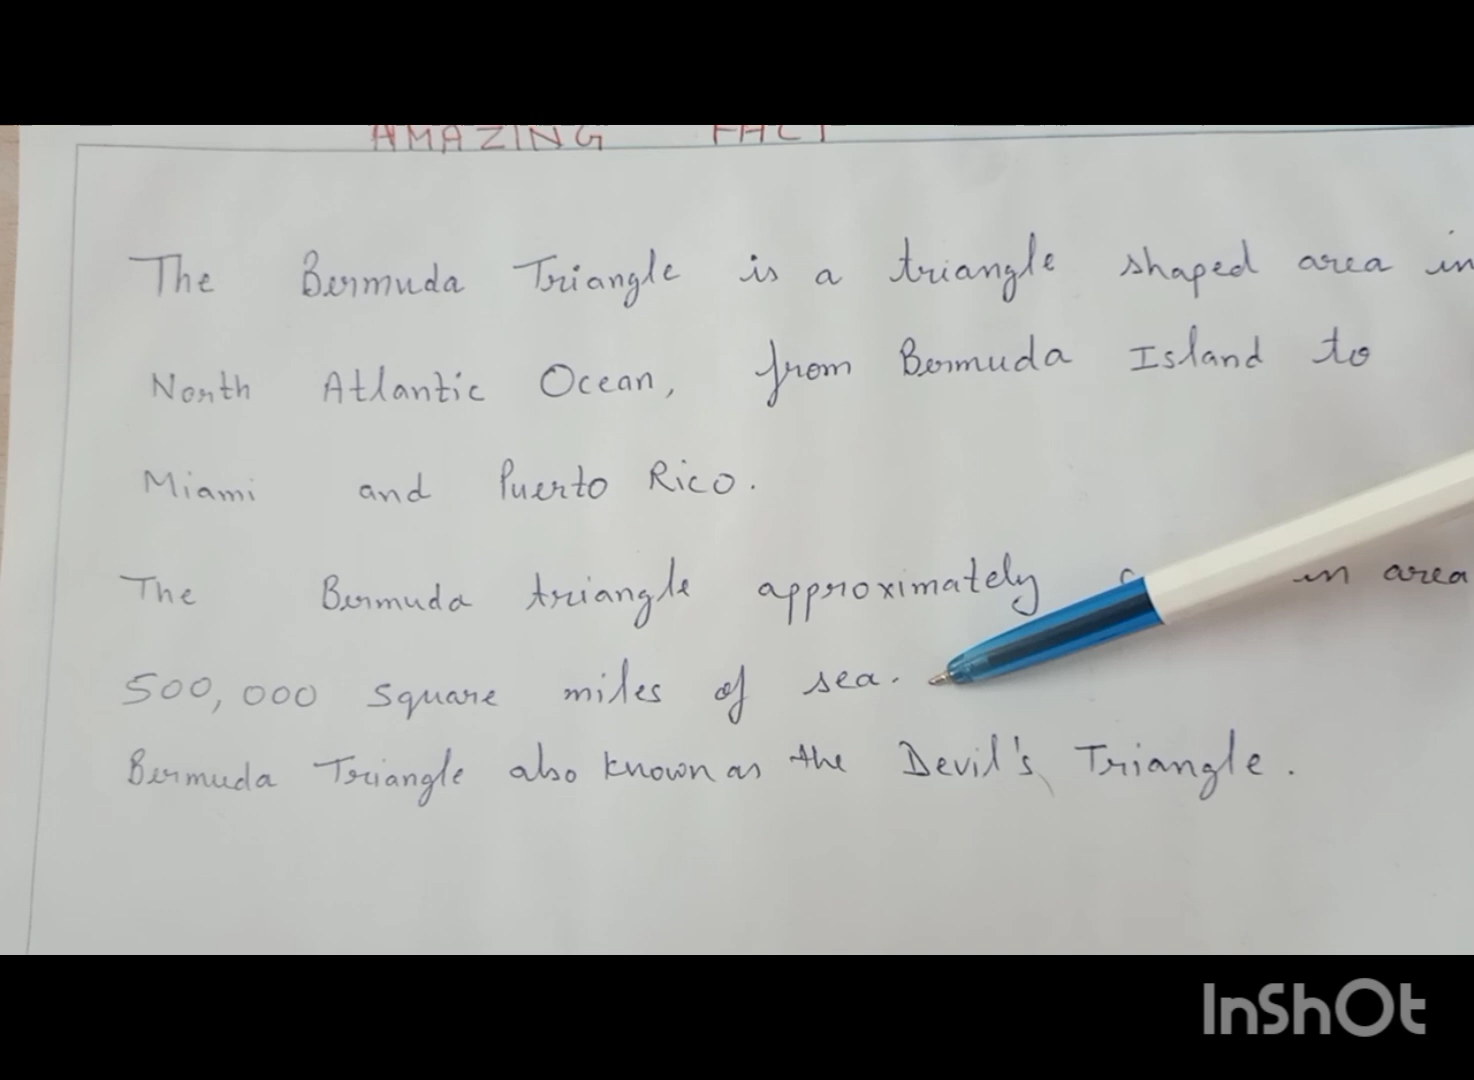 AMAZING FACT
The Bermuda Triangle is a triangle shaped area in
North Atlantic Ocean, from Bermuda Island to
Miami and Puerto Rico.
The Bermuda triangle approximately in area
500,000 square miles of sea.
Bermuda Triangle also known as the Devil's Triangle.
InShOt